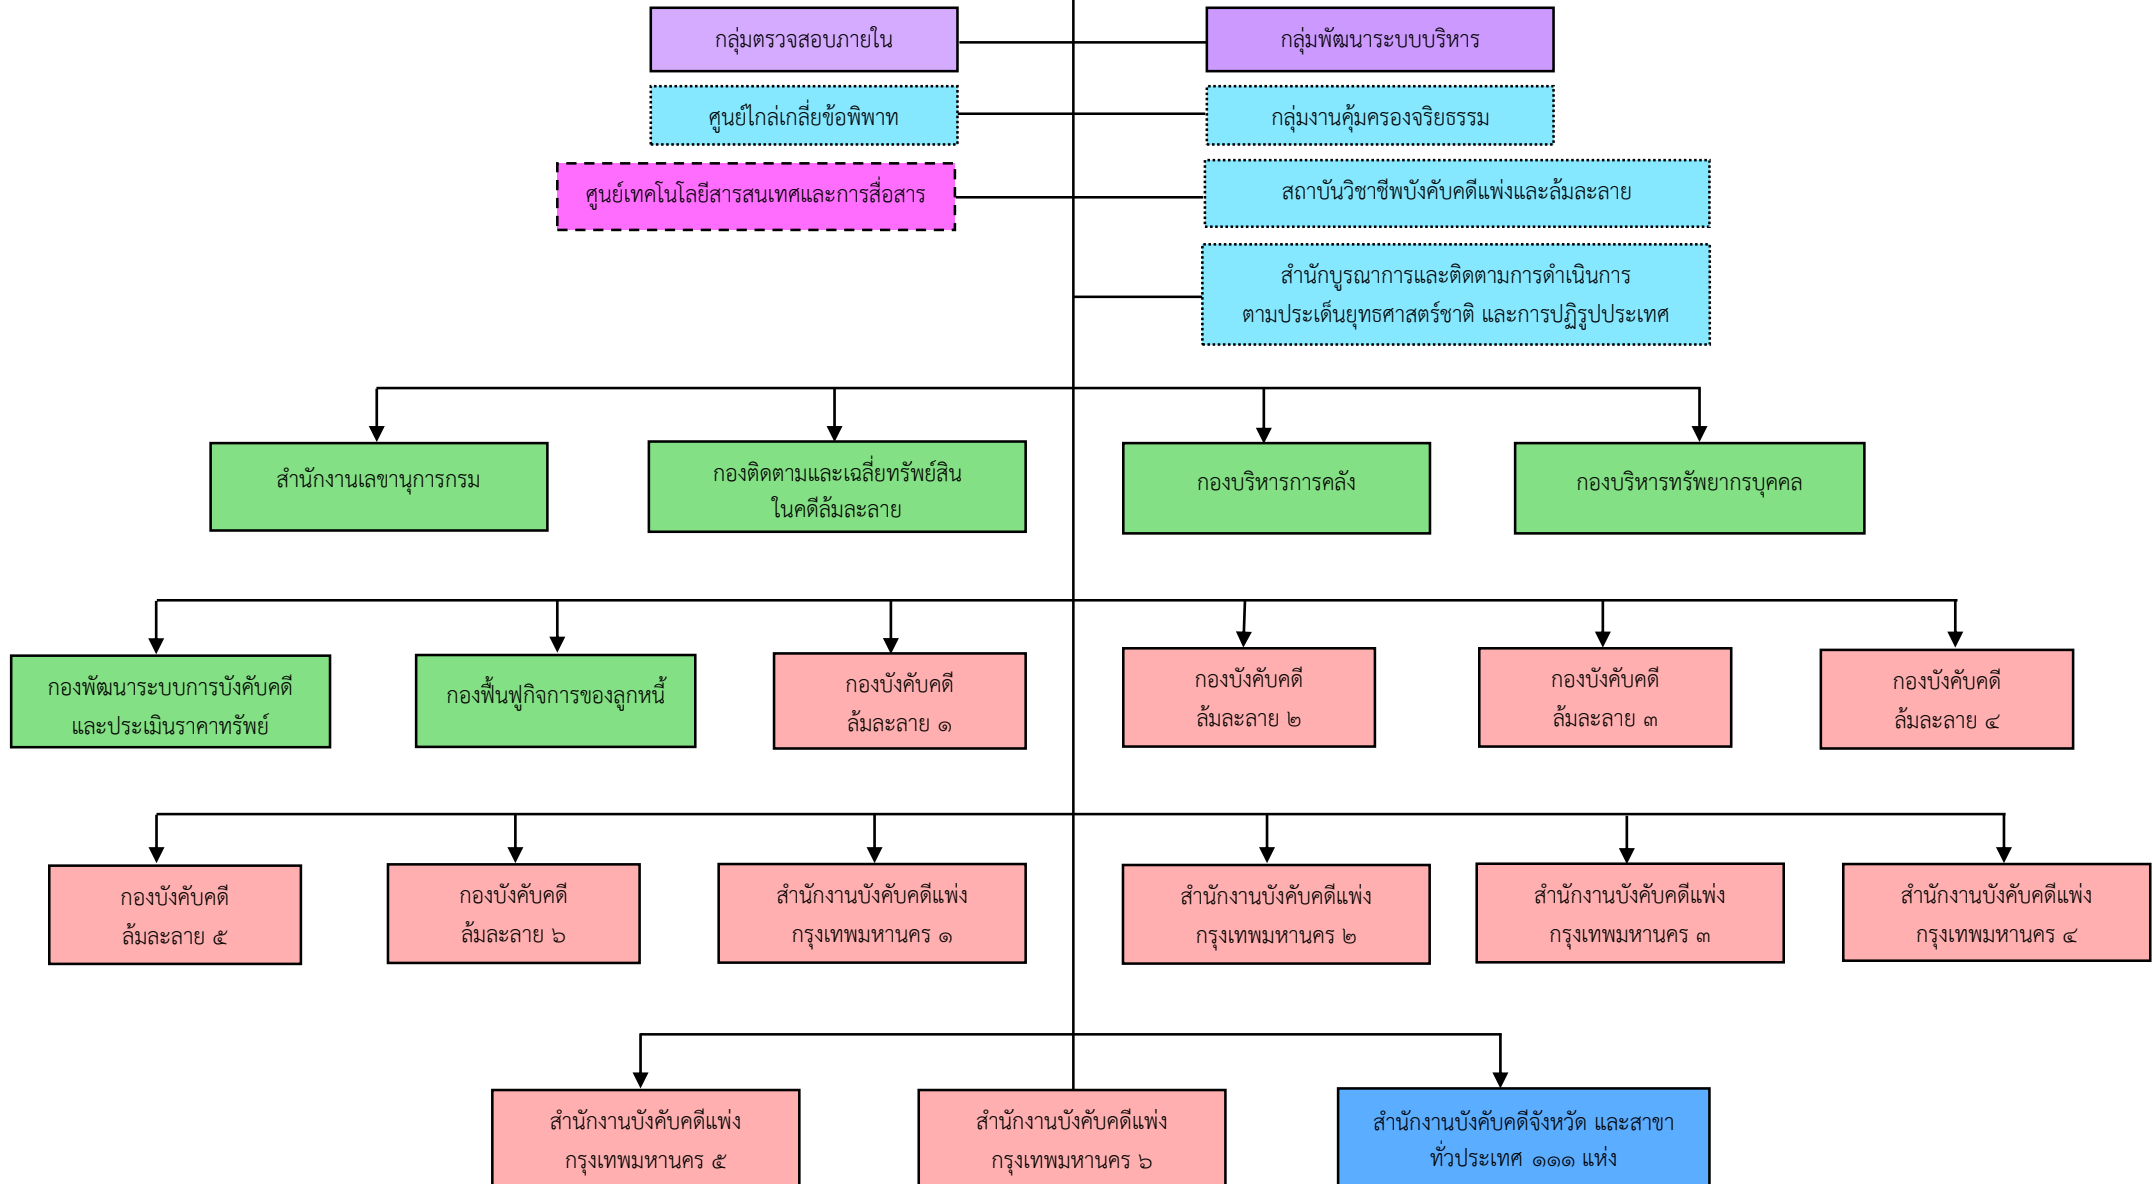 กลุ่มตรวจสอบภายใน
กลุ่มพัฒนาระบบบริหาร
ศูนย์ไกล่เกลี่ยข้อพิพาท
กลุ่มงานคุ้มครองจริยธรรม
ศูนย์เทคโนโลยีสารสนเทศและการสื่อสาร
สถาบันวิชาชีพบังคับคดีแพ่งและล้มละลาย
สำนักบูรณาการและติดตามการดำเนินการ
ตามประเด็นยุทธศาสตร์ชาติ และการปฏิรูปประเทศ
สำนักงานเลขานุการกรม
กองติดตามและเฉลี่ยทรัพย์สิน
ในคดีล้มละลาย
กองบริหารการคลัง
กองบริหารทรัพยากรบุคคล
กองพัฒนาระบบการบังคับคดี
และประเมินราคาทรัพย์
กองฟื้นฟูกิจการของลูกหนี้
กองบังคับคดี
ล้มละลาย ๑
กองบังคับคดี
ล้มละลาย ๒
กองบังคับคดี
ล้มละลาย ๓
กองบังคับคดี
ล้มละลาย ๔
กองบังคับคดี
ล้มละลาย ๕
กองบังคับคดี
ล้มละลาย ๖
สำนักงานบังคับคดีแพ่ง
กรุงเทพมหานคร ๑
สำนักงานบังคับคดีแพ่ง
กรุงเทพมหานคร ๒
สำนักงานบังคับคดีแพ่ง
กรุงเทพมหานคร ๓
สำนักงานบังคับคดีแพ่ง
กรุงเทพมหานคร ๔
สำนักงานบังคับคดีแพ่ง
กรุงเทพมหานคร ๕
สำนักงานบังคับคดีแพ่ง
กรุงเทพมหานคร ๖
สำนักงานบังคับคดีจังหวัด และสาขา
ทั่วประเทศ ๑๑๑ แห่ง